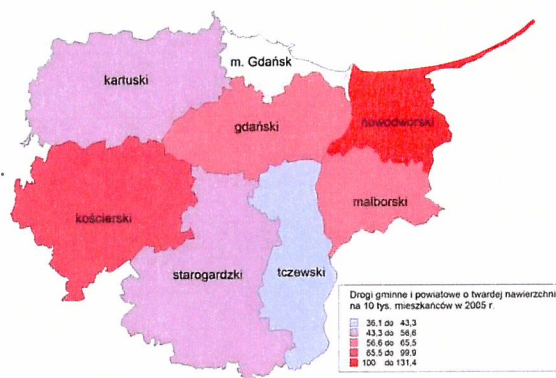 m. Gdańsk
kartuski
gdański
nowodworski
kościerski
malborski
starogardzki
tczewski
Drogi gminne i powiatowe o twardej nawierzchni
na 10 tys. mieszkańców w 2005 r.
36,1 do 43,3
43,3 do 56,6
56,6 do 65,5
65,5 do 99,9
100 do 131,4